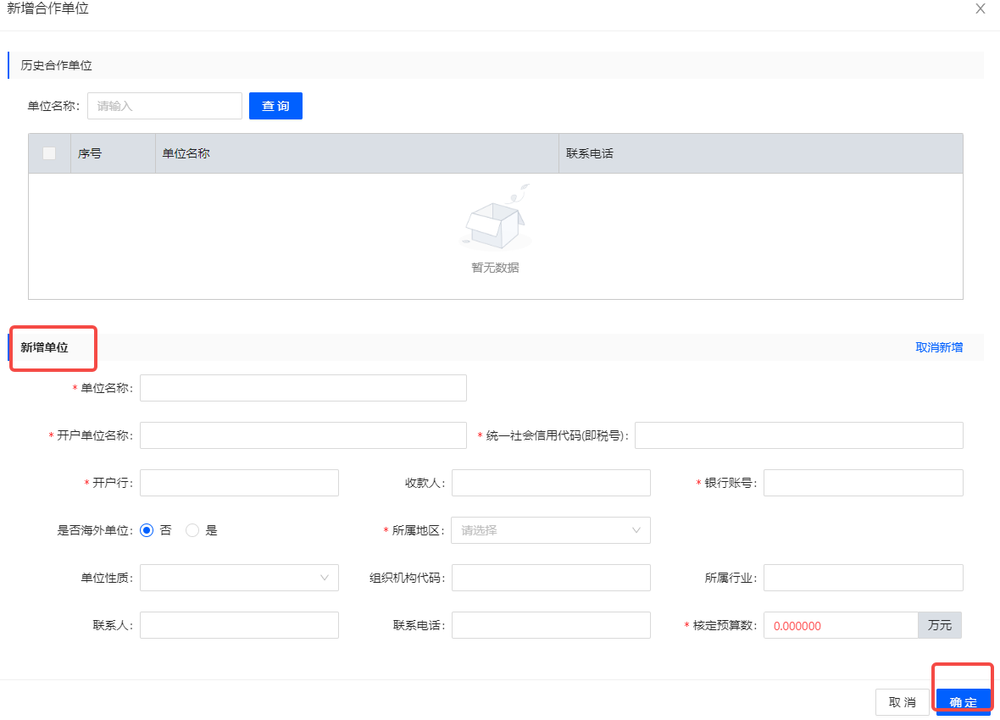 新增合作单位
历史合作单位
单位名称: 请输入 查 询
序号 单位名称 联系电话
暂无数据
新增单位 取消新增
* 单位名称:
* 开户单位名称: * 统一社会信用代码(即税号):
* 开户行: 收款人: * 银行账号:
是否海外单位: 否 是 * 所属地区: 请选择
单位性质: 组织机构代码: 所属行业:
联系人: 联系电话: * 核定预算数: 0.000000 万元
取 消 确 定